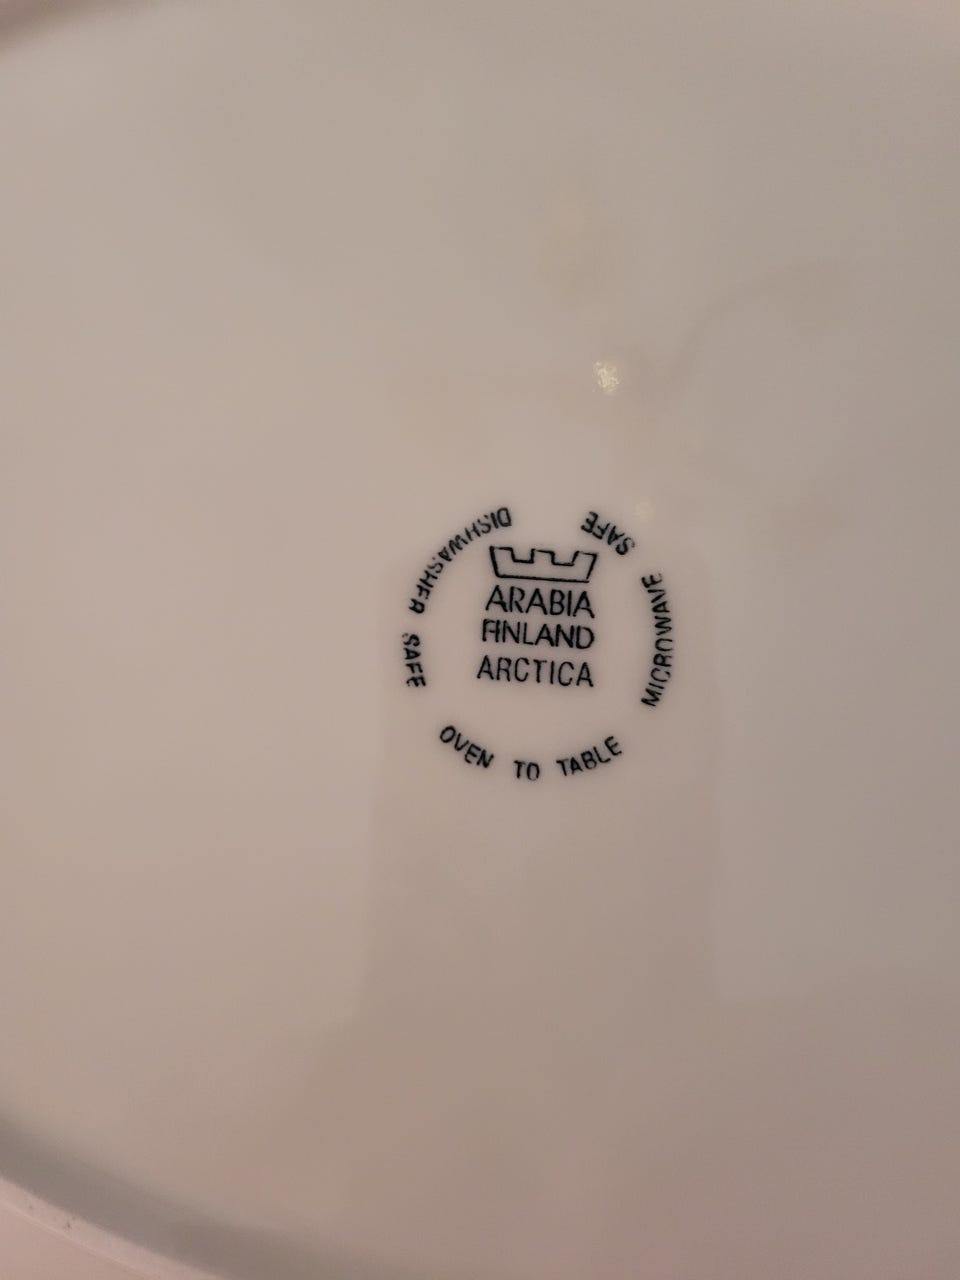 ARABIA
FINLAND
ARCTICA
DISHWASHER SAFE
OVEN TO TABLE
MICROWAVE SAFE